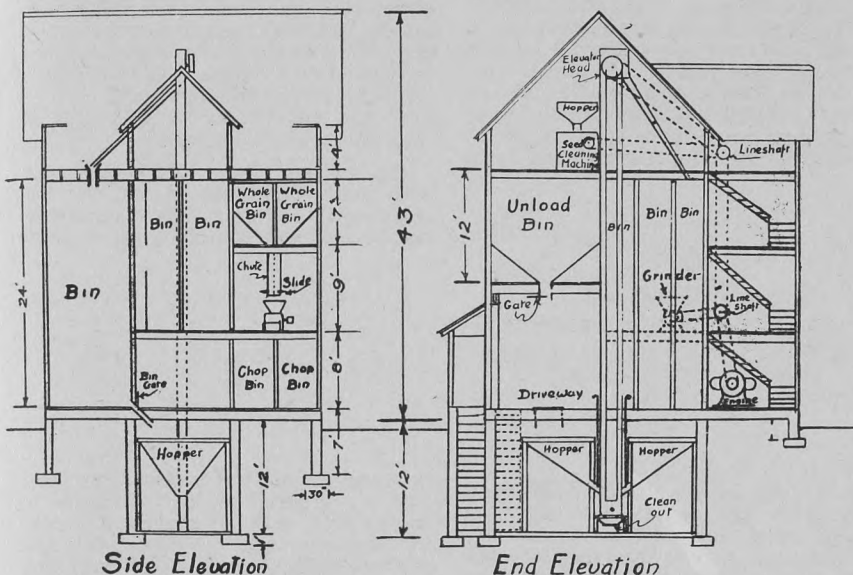 Whole
Grain
Bin
Whole
Grain
Bin
Bin
Bin
Bin
4'
7'
9'
8'
7'
24'
Chute
Slide
Chop
Bin
Chop
Bin
Bin
Gate
Hopper
12'
1'
30"
Side Elevation
43'
12'
Elevator
Head
Hopper
Seed
Cleaning
Machine
Lineshaft
12'
Unload
Bin
Bin
Bin
Bin
Gate
Grinder
Line
Shaft
Driveway
Engine
Hopper
Hopper
Clean
out
End Elevation